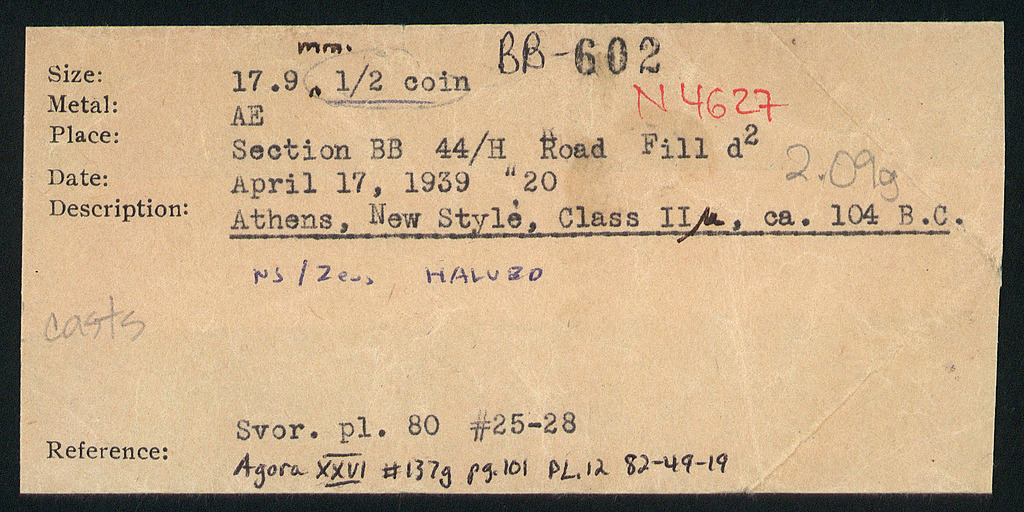 BB-602
mm.
Size: 17.9 1/2 coin
N 4627
Metal: AE
Place: Section BB 44/H Road Fill d²
2.09g
Date: April 17, 1939 "20
Description: Athens, New Style, Class II, ca. 104 B.C.
NS / Zeus HALUBO
casts
Svor. pl. 80 #25-28
Reference: Agora XXVI #137g pg.101 PL.12 82-49-19